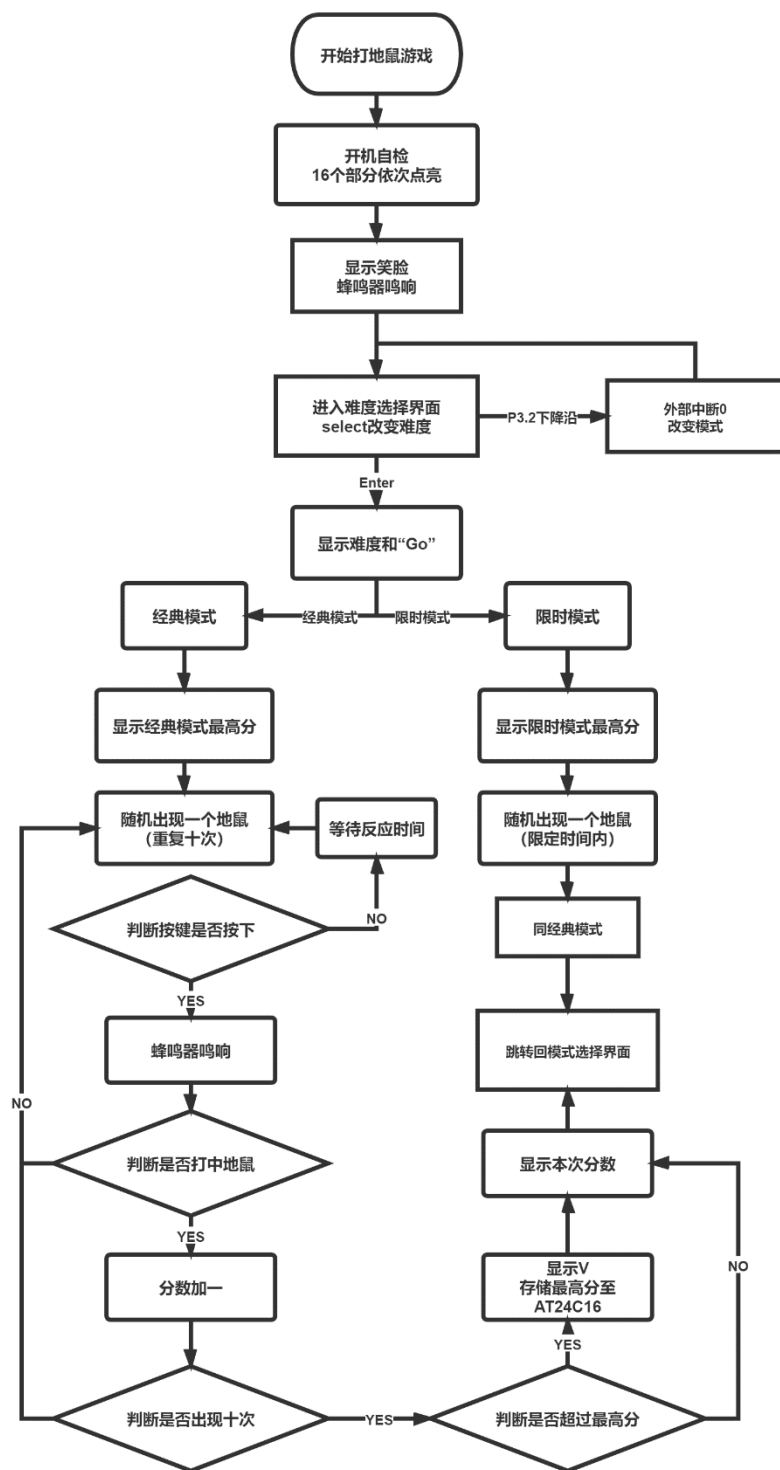 开始打地鼠游戏
开机自检
16个部分依次点亮
显示笑脸
蜂鸣器鸣响
进入难度选择界面
select改变难度
P3.2下降沿
外部中断0
改变模式
Enter
显示难度和“Go”
经典模式
经典模式
限时模式
限时模式
显示经典模式最高分
显示限时模式最高分
随机出现一个地鼠
（重复十次）
等待反应时间
随机出现一个地鼠
（限定时间内）
判断按键是否按下
NO
同经典模式
YES
蜂鸣器鸣响
跳转回模式选择界面
NO
判断是否打中地鼠
显示本次分数
YES
分数加一
显示V
存储最高分至
AT24C16
NO
YES
判断是否出现十次
YES
判断是否超过最高分